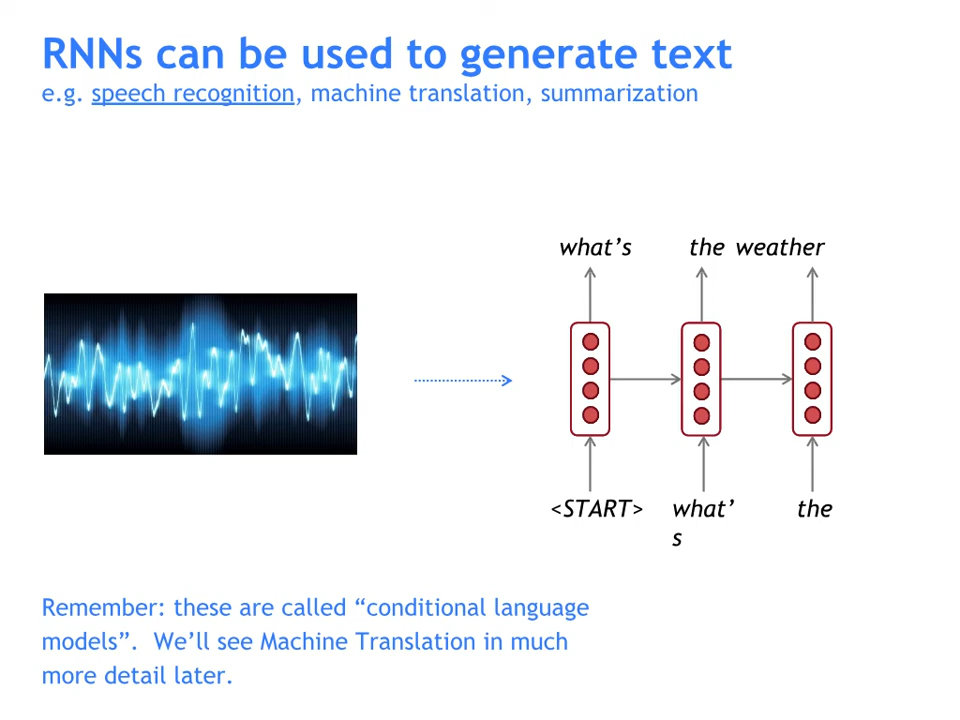 RNNs can be used to generate text
e.g. speech recognition, machine translation, summarization
what’s the weather
<START> what’ the
s
Remember: these are called “conditional language
models”.  We’ll see Machine Translation in much
more detail later.